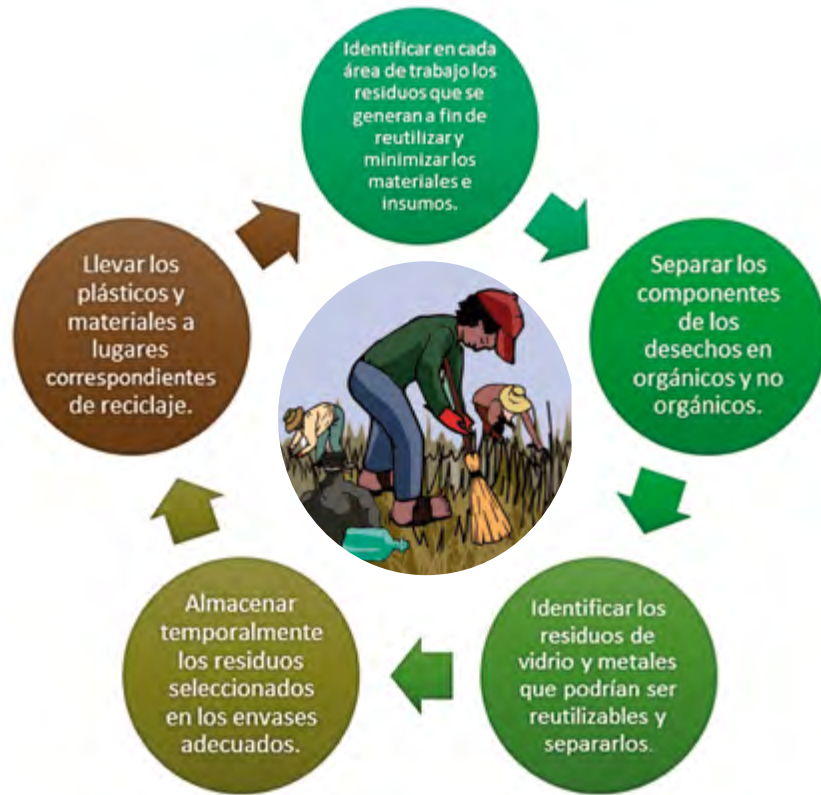 Identificar en cada
área de trabajo los
residuos que se
generan a fin de
reutilizar y
minimizar los
materiales e
insumos.
Separar los
componentes
de los
desechos en
orgánicos y no
orgánicos.
Identificar los
residuos de
vidrio y metales
que podrían ser
reutilizables y
separarlos.
Almacenar
temporalmente
los residuos
seleccionados
en los envases
adecuados.
Llevar los
plásticos y
materiales a
lugares
correspondientes
de reciclaje.